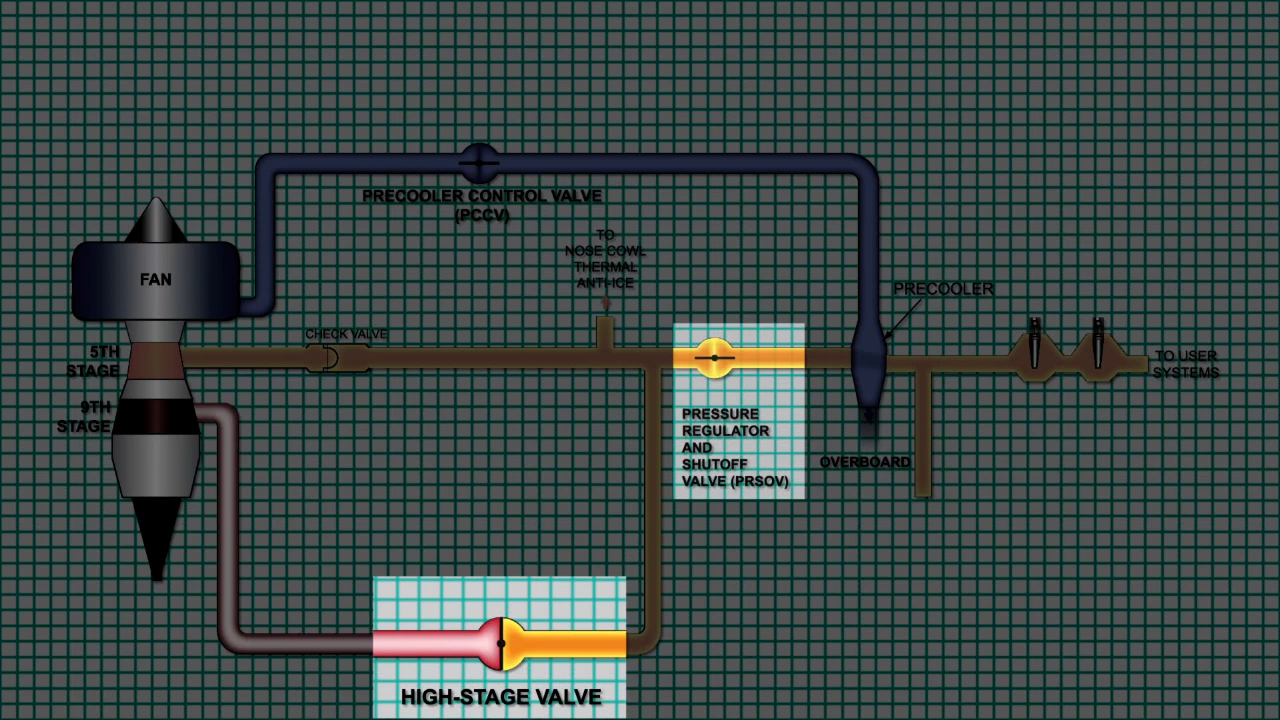 PRECOOLER CONTROL VALVE
(PCCV)
TO
NOSE COWL
THERMAL
ANTI-ICE
FAN
PRECOOLER
CHECK VALVE
5TH
STAGE
TO USER
SYSTEMS
9TH
STAGE
PRESSURE
REGULATOR
AND
SHUTOFF
VALVE (PRSOV)
OVERBOARD
HIGH-STAGE VALVE